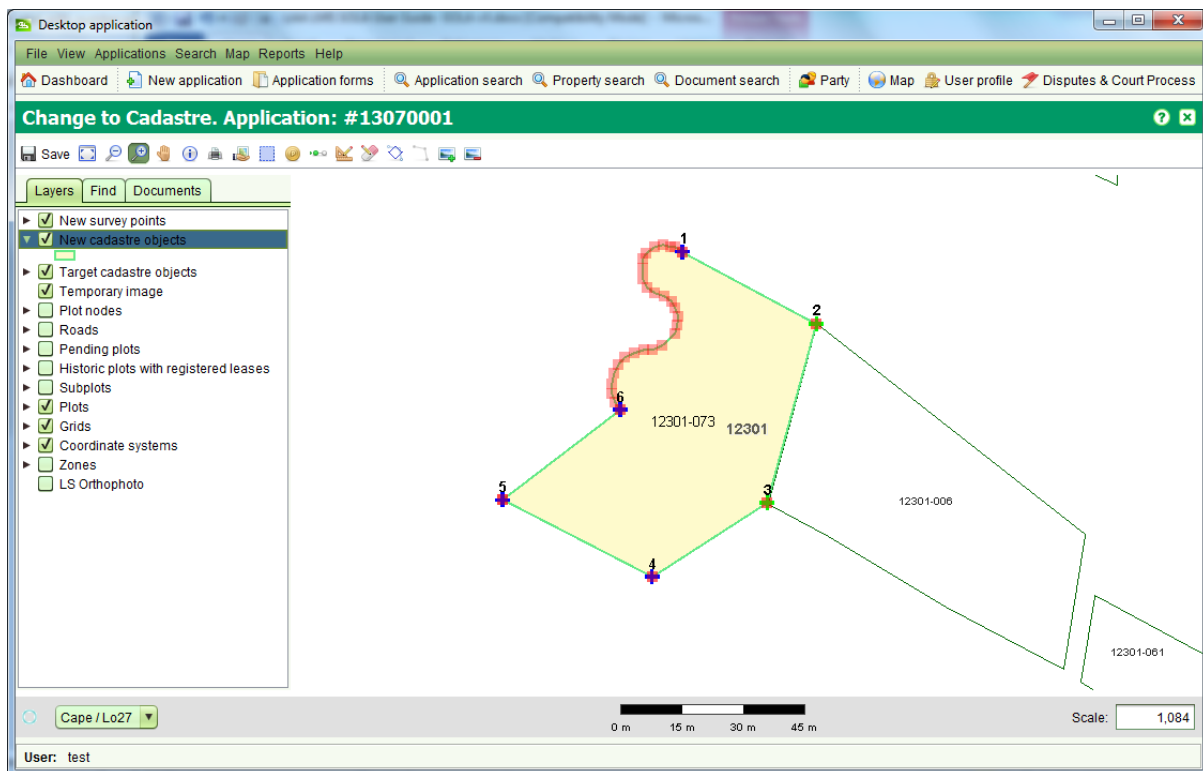 Desktop application
File View Applications Search Map Reports Help
Dashboard New application Application forms Application search Property search Document search Party Map User profile Disputes & Court Process
Change to Cadastre. Application: #13070001
Save
Layers Find Documents
New survey points
New cadastre objects
Target cadastre objects
Temporary image
Plot nodes
Roads
Pending plots
Historic plots with registered leases
Subplots
Plots
Grids
Coordinate systems
Zones
LS Orthophoto
1
2
6
12301-073 12301
5
3
12301-006
4
12301-061
Cape / Lo27
0 m 15 m 30 m 45 m
Scale: 1,084
User: test